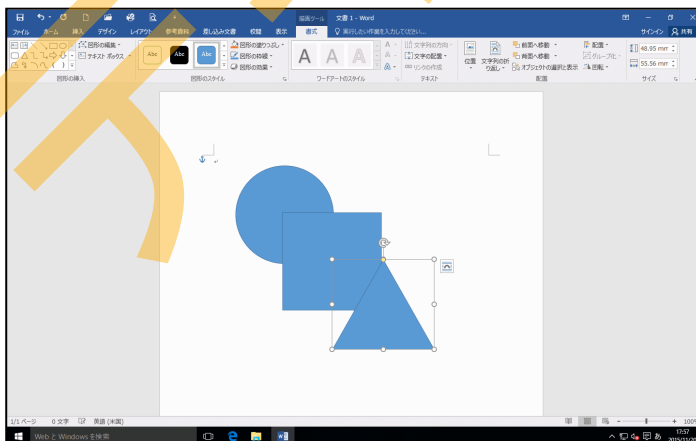 描画ツール 文書 1 - Word
ファイル ホーム 挿入 デザイン レイアウト 参考資料 差し込み文書 校閲 表示 書式 実行したい作業を入力してください... サインイン 共有
図形の編集
テキスト ボックス
Abc Abc Abc
図形の塗りつぶし
図形の枠線
図形の効果
A A A
文字列の方向
文字の配置
リンクの作成
位置 文字列の折り返し
前面へ移動
背面へ移動
オブジェクトの選択と表示
配置
グループ化
回転
48.95 mm
55.56 mm
図形の挿入 図形のスタイル ワードアートのスタイル テキスト 配置 サイズ
1/1 ページ 0 文字 英語 (米国) 100%
Web と Windows を検索
あ 17:57